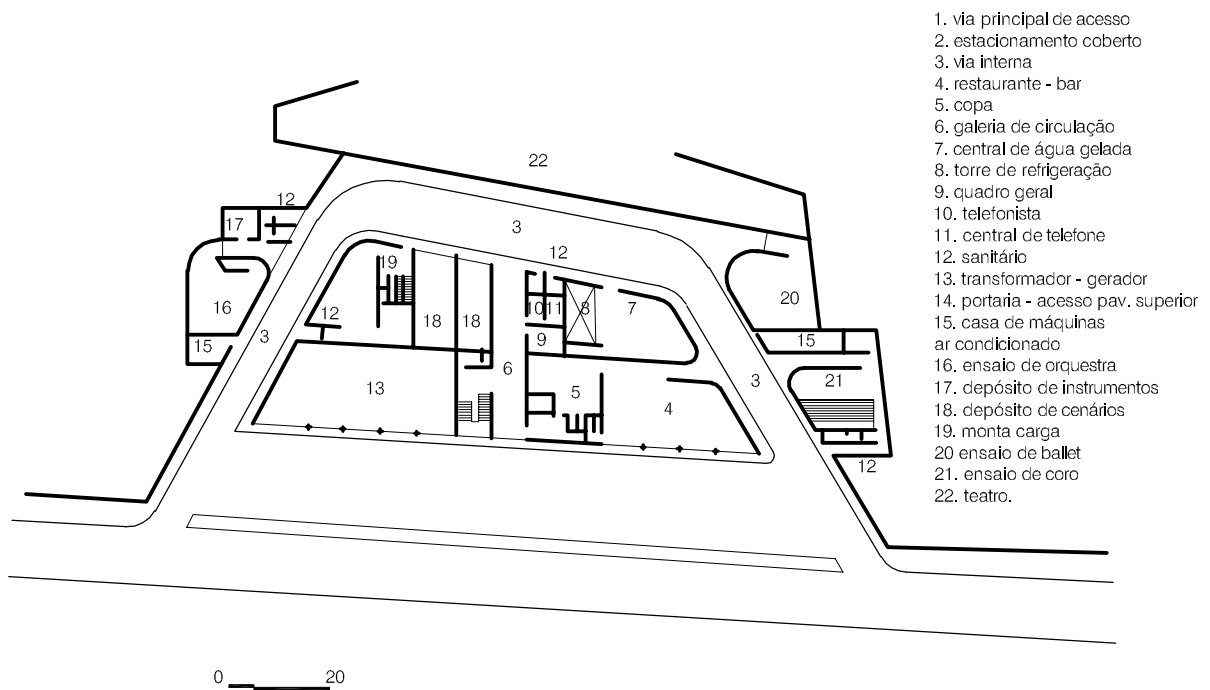 1. via principal de acesso
2. estacionamento coberto
3. via interna
4. restaurante - bar
5. copa
6. galeria de circulação
7. central de água gelada
8. torre de refrigeração
9. quadro geral
10. telefonista
11. central de telefone
12. sanitário
13. transformador - gerador
14. portaria - acesso pav. superior
15. casa de máquinas
ar condicionado
16. ensaio de orquestra
17. depósito de instrumentos
18. depósito de cenários
19. monta carga
20 ensaio de ballet
21. ensaio de coro
22. teatro.
22
12
17
3
12
19
20
16
12
18
18
10
11
8
7
15
3
9
15
6
3
21
13
5
4
12
0 20